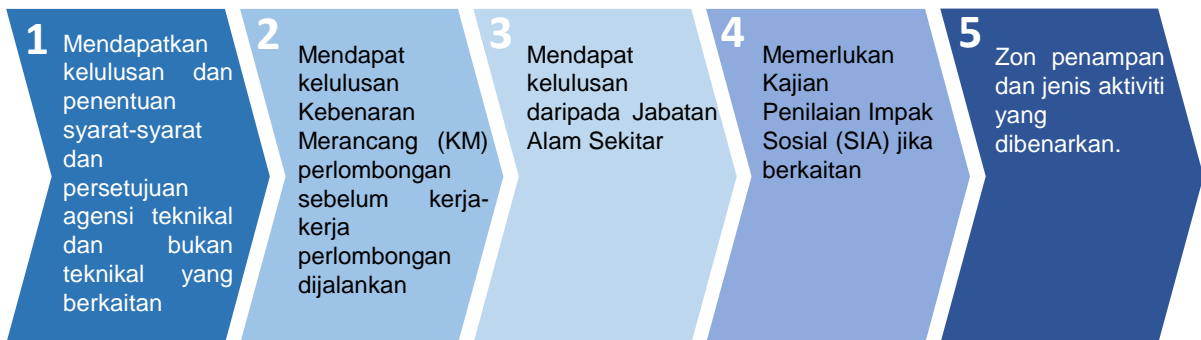 1
Mendapatkan
kelulusan dan
penentuan
syarat-syarat
dan
persetujuan
agensi teknikal
dan bukan
teknikal yang
berkaitan
2
Mendapat
kelulusan
Kebenaran
Merancang (KM)
perlombongan
sebelum kerja-
kerja
perlombongan
dijalankan
3
Mendapat
kelulusan
daripada Jabatan
Alam Sekitar
4
Memerlukan
Kajian
Penilaian Impak
Sosial (SIA) jika
berkaitan
5
Zon penampan
dan jenis aktiviti
yang
dibenarkan.